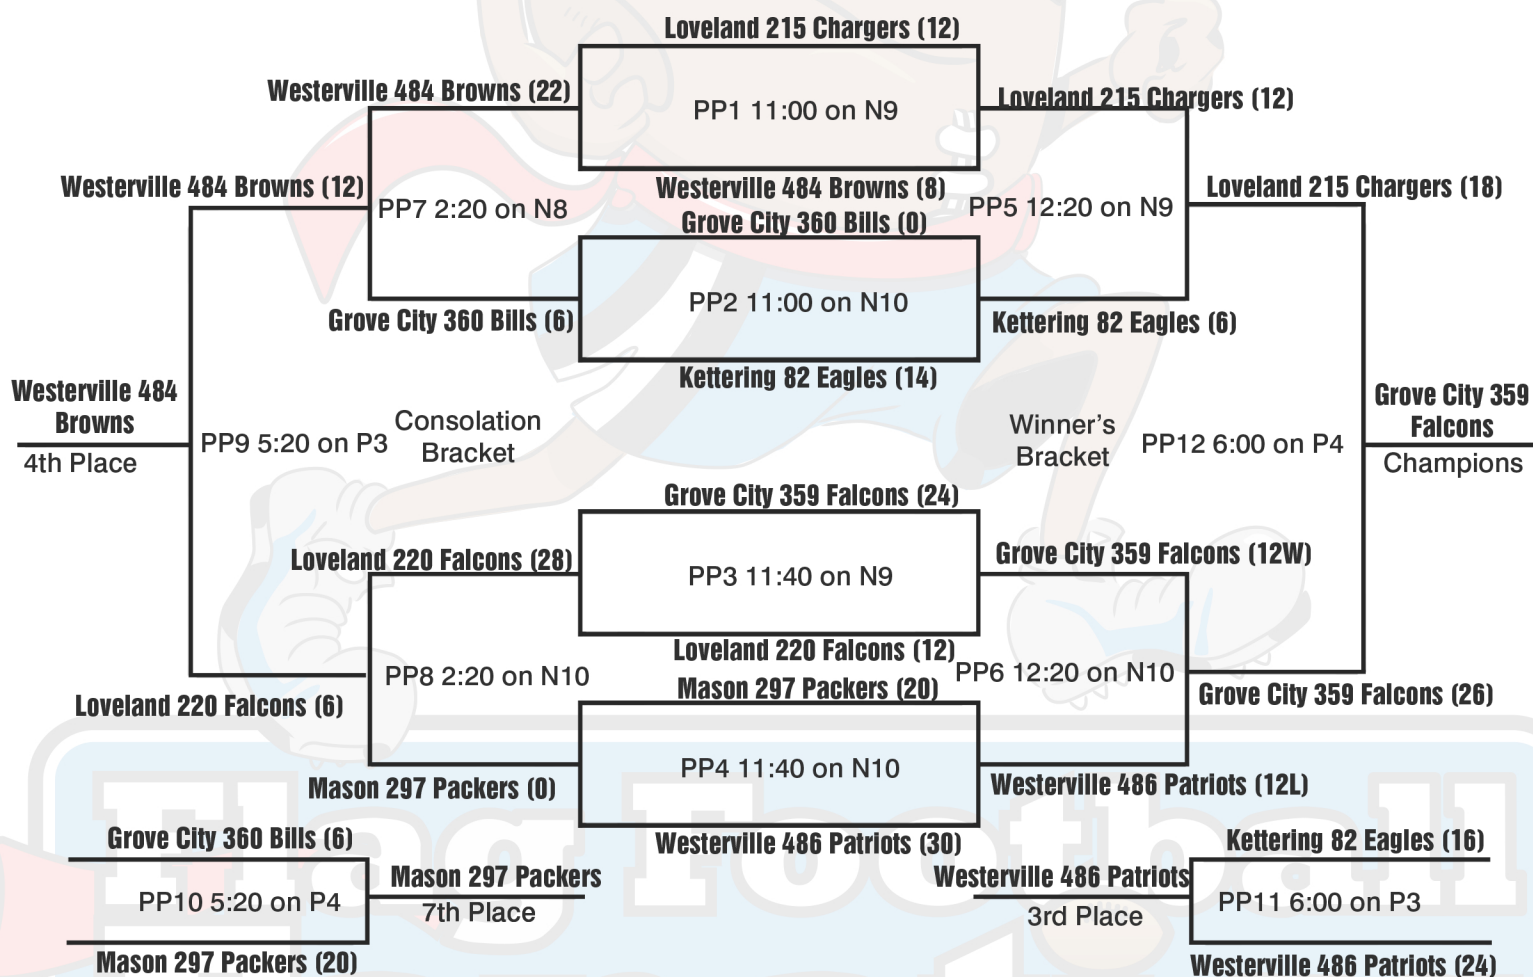 Loveland 215 Chargers (12)
Westerville 484 Browns (22)
PP1 11:00 on N9
Loveland 215 Chargers (12)
Westerville 484 Browns (12)
Westerville 484 Browns (8)
Loveland 215 Chargers (18)
PP7 2:20 on N8
Grove City 360 Bills (0)
PP5 12:20 on N9
PP2 11:00 on N10
Grove City 360 Bills (6)
Kettering 82 Eagles (6)
Kettering 82 Eagles (14)
Westerville 484
Browns
4th Place
PP9 5:20 on P3
Consolation
Bracket
Winner's
Bracket
PP12 6:00 on P4
Grove City 359
Falcons
Champions
Grove City 359 Falcons (24)
Loveland 220 Falcons (28)
PP3 11:40 on N9
Grove City 359 Falcons (12W)
Loveland 220 Falcons (12)
PP8 2:20 on N10
Mason 297 Packers (20)
PP6 12:20 on N10
Loveland 220 Falcons (6)
Grove City 359 Falcons (26)
PP4 11:40 on N10
Mason 297 Packers (0)
Westerville 486 Patriots (12L)
Westerville 486 Patriots (30)
Grove City 360 Bills (6)
PP10 5:20 on P4
Mason 297 Packers
7th Place
Mason 297 Packers (20)
Kettering 82 Eagles (16)
Westerville 486 Patriots
3rd Place
PP11 6:00 on P3
Westerville 486 Patriots (24)
Flag Football